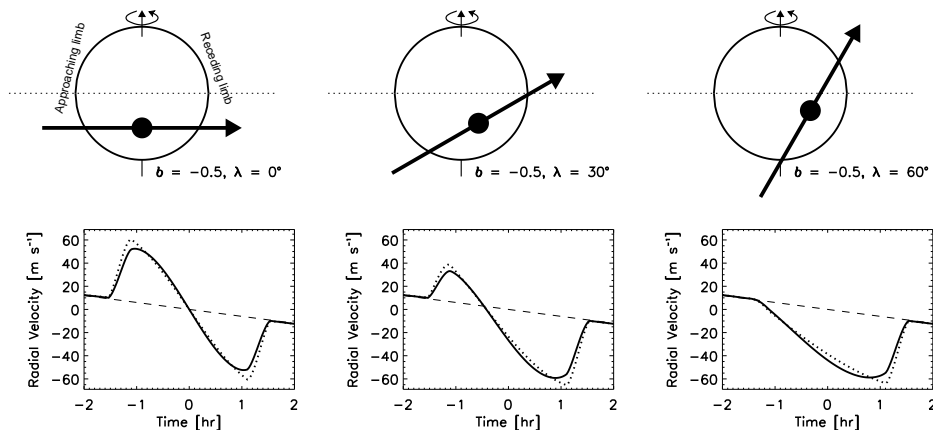 Approaching limb
Receding limb
b = −0.5, λ = 0°
b = −0.5, λ = 30°
b = −0.5, λ = 60°
Radial Velocity [m s⁻¹]
60
40
20
0
−20
−40
−60
−2 −1 0 1 2
Time [hr]
Radial Velocity [m s⁻¹]
60
40
20
0
−20
−40
−60
−2 −1 0 1 2
Time [hr]
Radial Velocity [m s⁻¹]
60
40
20
0
−20
−40
−60
−2 −1 0 1 2
Time [hr]